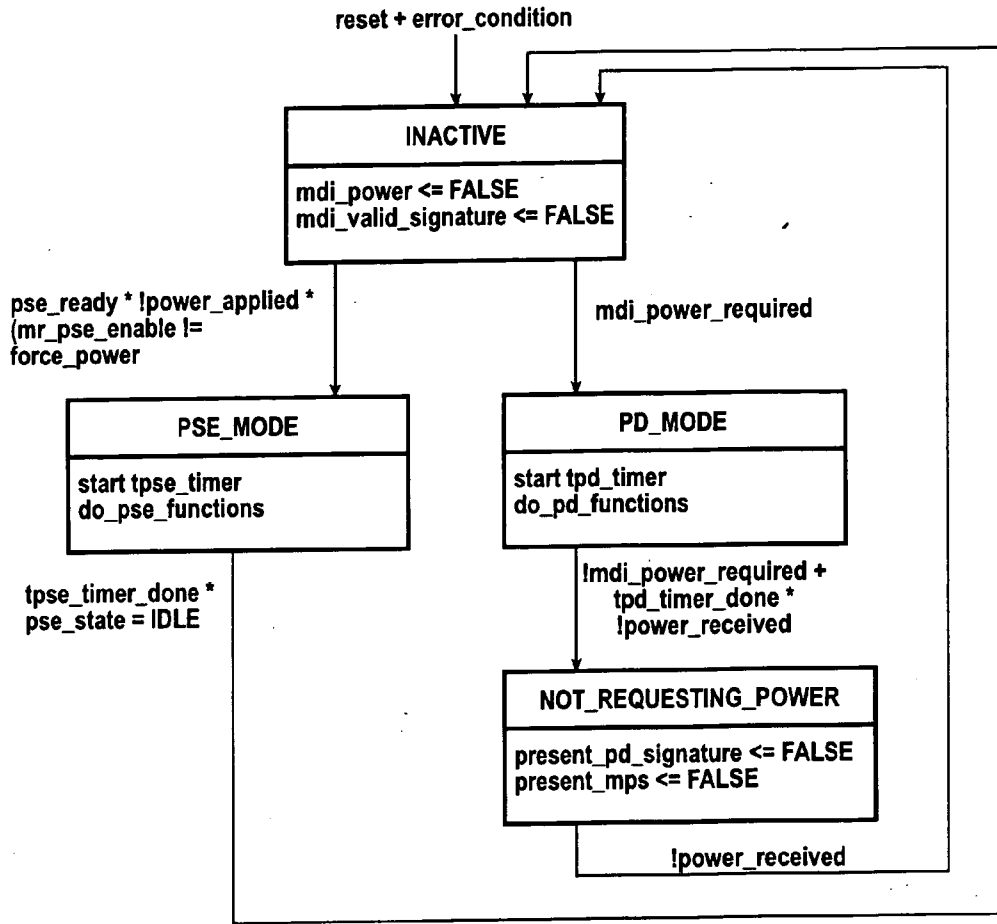 reset + error_condition
INACTIVE
mdi_power <= FALSE
mdi_valid_signature <= FALSE
pse_ready * !power_applied *
(mr_pse_enable !=
force_power
mdi_power_required
PSE_MODE
start tpse_timer
do_pse_functions
PD_MODE
start tpd_timer
do_pd_functions
tpse_timer_done *
pse_state = IDLE
!mdi_power_required +
tpd_timer_done *
!power_received
NOT_REQUESTING_POWER
present_pd_signature <= FALSE
present_mps <= FALSE
!power_received